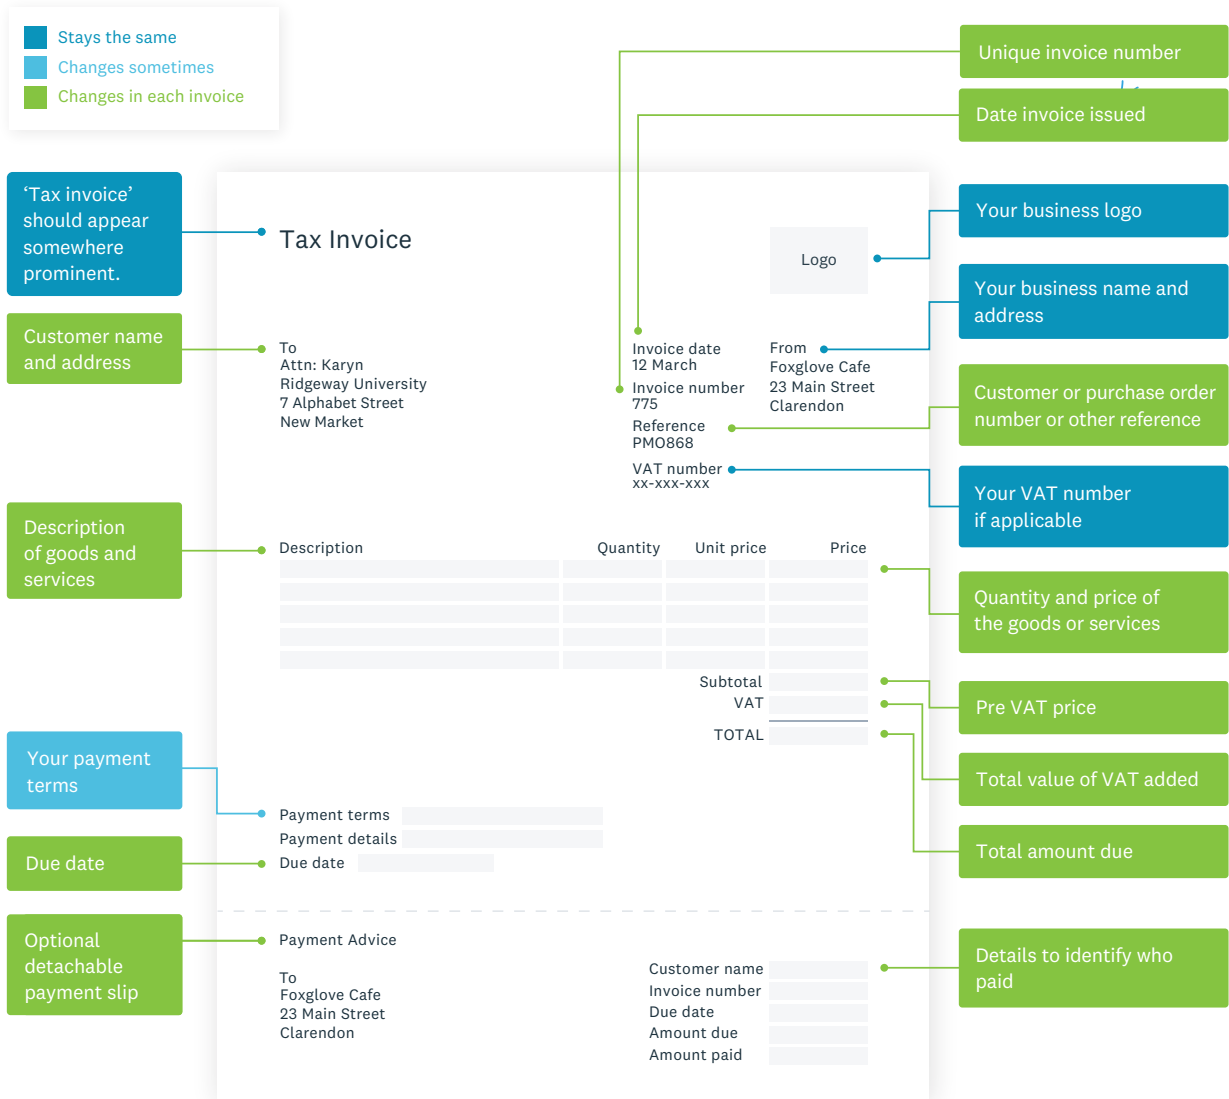 Stays the same
Changes sometimes
Changes in each invoice
Unique invoice number
Date invoice issued
‘Tax invoice’
should appear
somewhere
prominent.
Tax Invoice
Logo
Your business logo
Your business name and
address
Customer name
and address
To
Attn: Karyn
Ridgeway University
7 Alphabet Street
New Market
Invoice date
12 March
Invoice number
775
Reference
PMO868
VAT number
xx-xxx-xxx
From
Foxglove Cafe
23 Main Street
Clarendon
Customer or purchase order
number or other reference
Your VAT number
if applicable
Description
of goods and
services
Description Quantity Unit price Price
Quantity and price of
the goods or services
Subtotal
VAT
TOTAL
Pre VAT price
Total value of VAT added
Total amount due
Your payment
terms
Payment terms
Payment details
Due date
Due date
Optional
detachable
payment slip
Payment Advice
To
Foxglove Cafe
23 Main Street
Clarendon
Customer name
Invoice number
Due date
Amount due
Amount paid
Details to identify who
paid